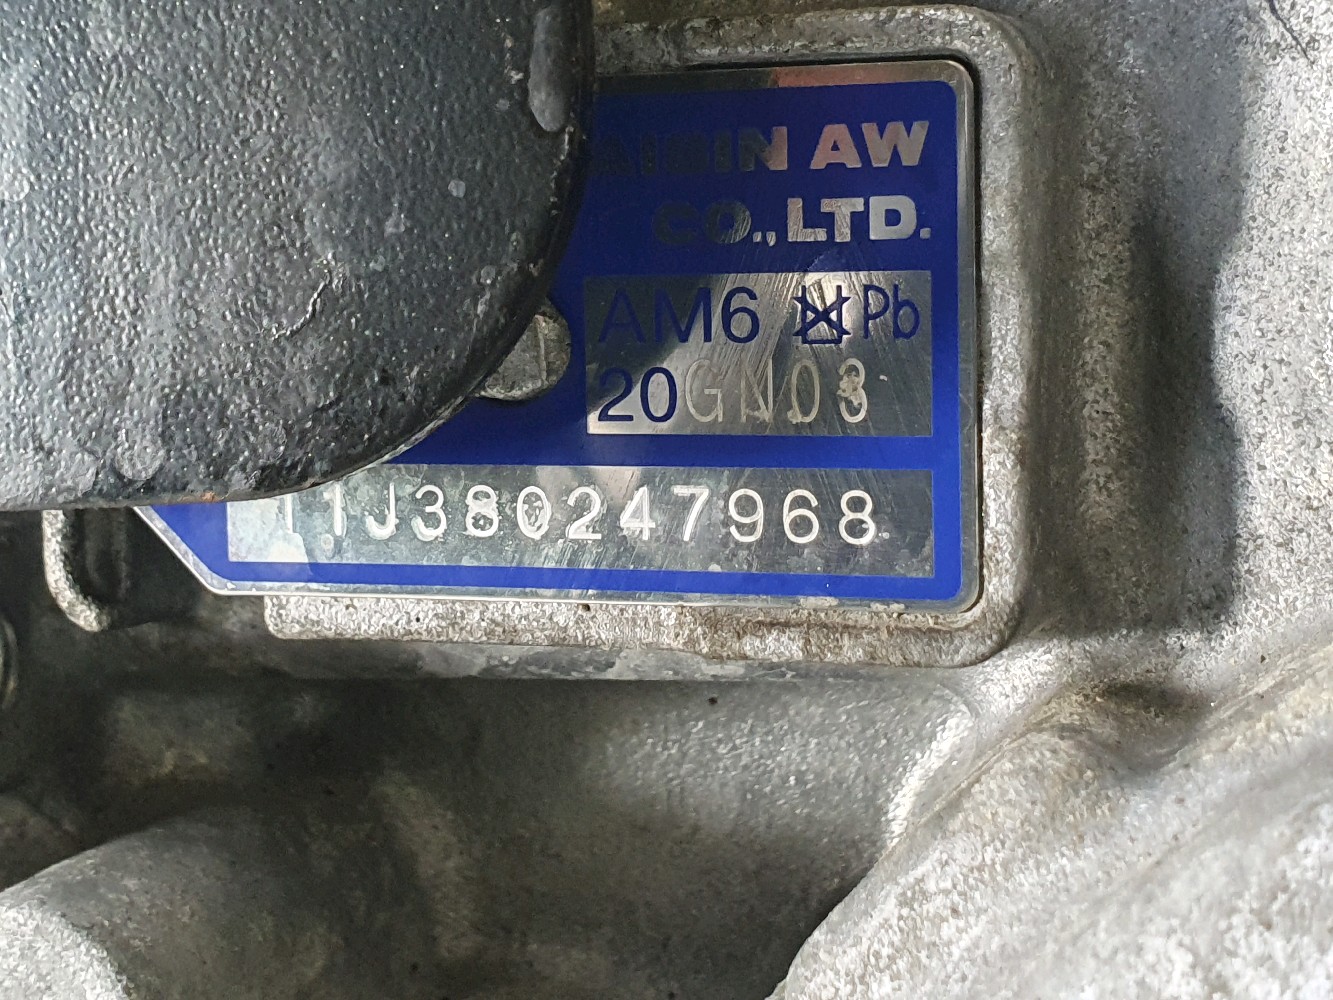 AISIN AW
CO., LTD.
AM6 Pb
20GN03
11J380247968